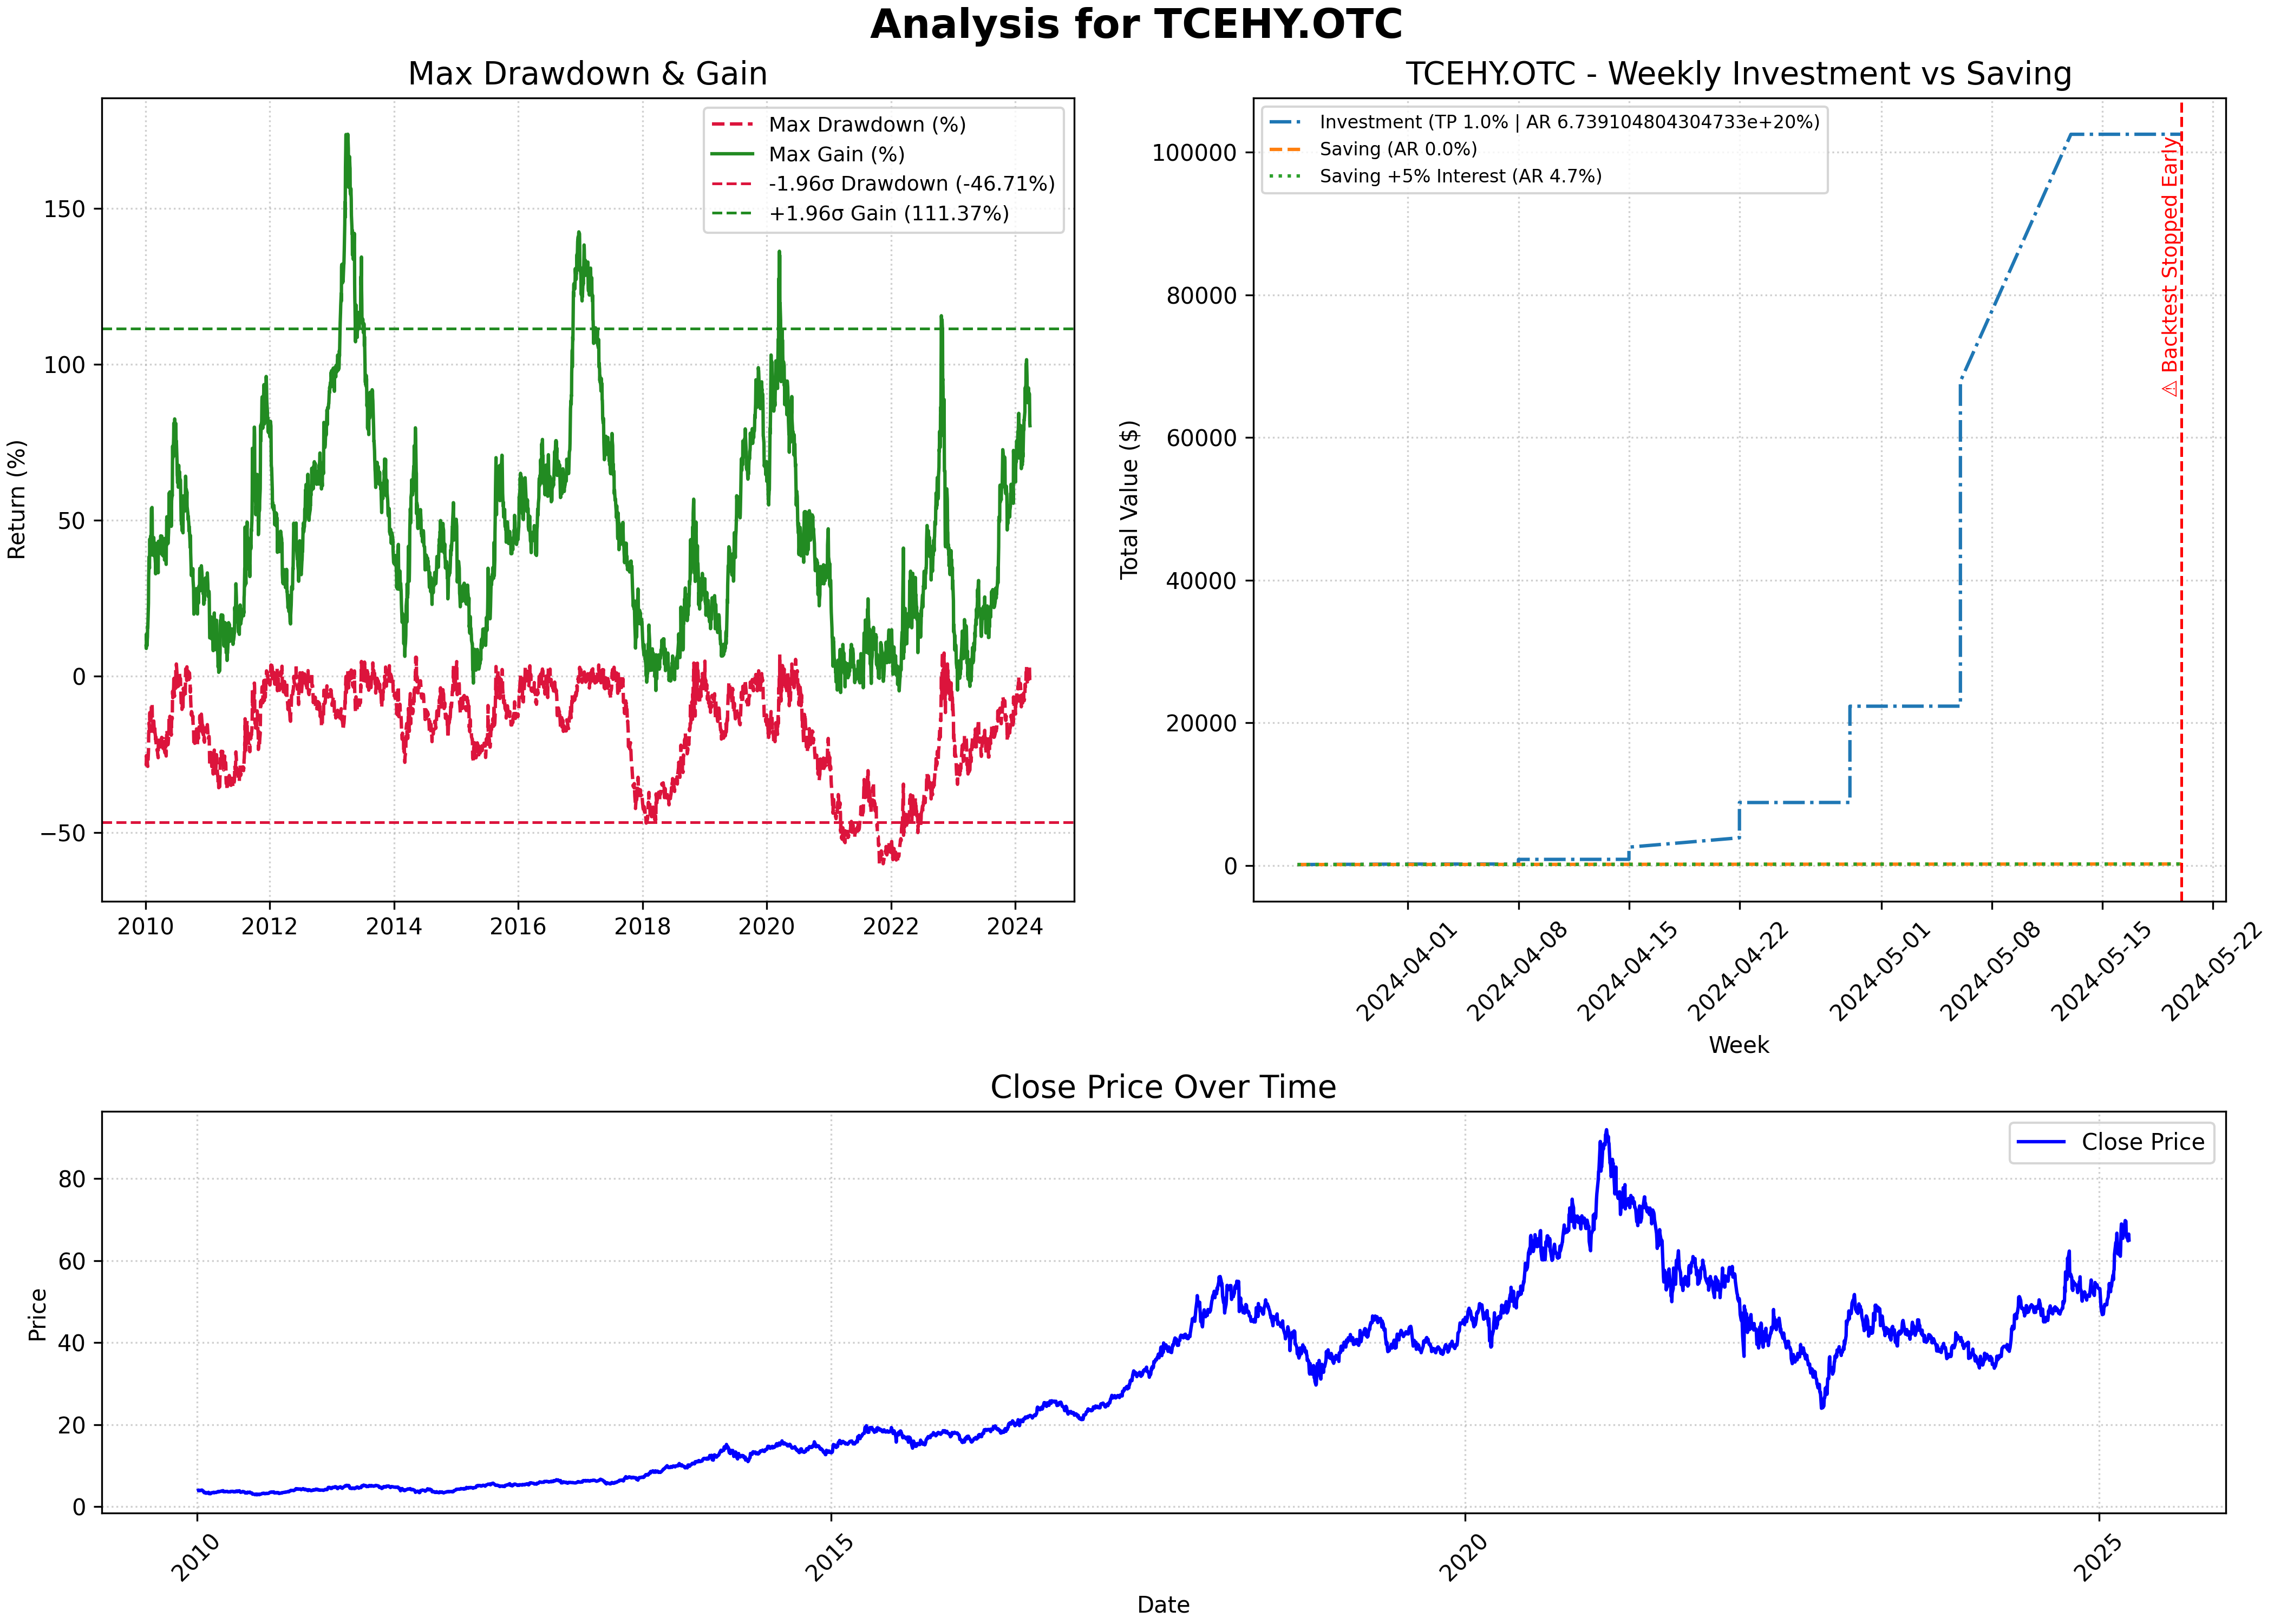 Analysis for TCEHY.OTC
Max Drawdown & Gain
Max Drawdown (%)
Max Gain (%)
-1.96σ Drawdown (-46.71%)
+1.96σ Gain (111.37%)
Return (%)
150
100
50
0
−50
2010 2012 2014 2016 2018 2020 2022 2024
TCEHY.OTC - Weekly Investment vs Saving
Investment (TP 1.0% | AR 6.739104804304733e+20%)
Saving (AR 0.0%)
Saving +5% Interest (AR 4.7%)
⚠ Backtest Stopped Early
Total Value ($)
100000
80000
60000
40000
20000
0
2024-04-01 2024-04-08 2024-04-15 2024-04-22 2024-05-01 2024-05-08 2024-05-15 2024-05-22
Week
Close Price Over Time
Close Price
Price
80
60
40
20
0
2010 2015 2020 2025
Date